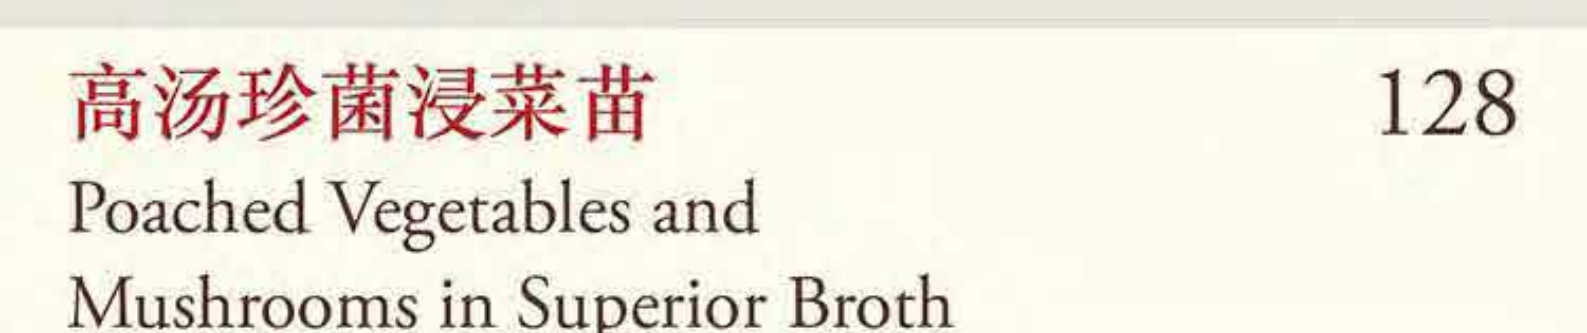 高汤珍菌浸菜苗 128
Poached Vegetables and
Mushrooms in Superior Broth